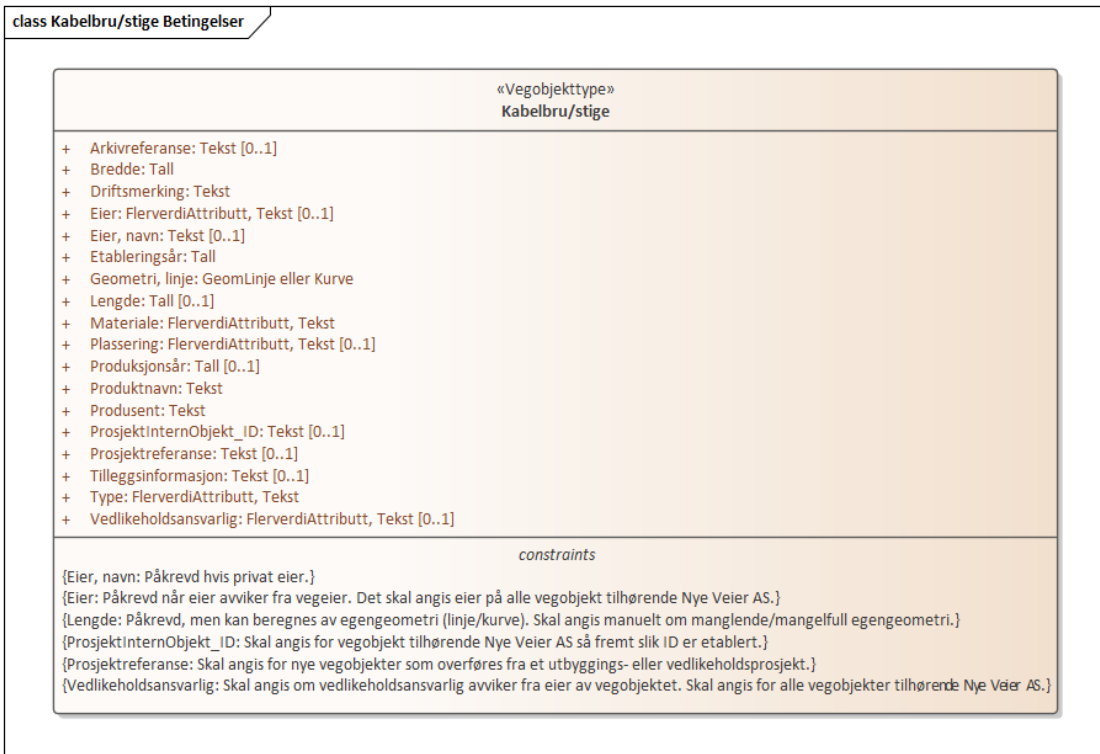 class Kabelbru/stige Betingelser
«Vegobjekttype»
Kabelbru/stige
+ Arkivreferanse: Tekst [0..1]
+ Bredde: Tall
+ Driftsmerking: Tekst
+ Eier: FlerverdiAttributt, Tekst [0..1]
+ Eier, navn: Tekst [0..1]
+ Etableringsår: Tall
+ Geometri, linje: GeomLinje eller Kurve
+ Lengde: Tall [0..1]
+ Materiale: FlerverdiAttributt, Tekst
+ Plassering: FlerverdiAttributt, Tekst [0..1]
+ Produksjonsår: Tall [0..1]
+ Produktnavn: Tekst
+ Produsent: Tekst
+ ProsjektInternObjekt_ID: Tekst [0..1]
+ Prosjektreferanse: Tekst [0..1]
+ Tilleggsinformasjon: Tekst [0..1]
+ Type: FlerverdiAttributt, Tekst
+ Vedlikeholdsansvarlig: FlerverdiAttributt, Tekst [0..1]
constraints
{Eier, navn: Påkrevd hvis privat eier.}
{Eier: Påkrevd når eier avviker fra vegeier. Det skal angis eier på alle vegobjekt tilhørende Nye Veier AS.}
{Lengde: Påkrevd, men kan beregnes av egengeometri (linje/kurve). Skal angis manuelt om manglende/mangelfull egengeometri.}
{ProsjektInternObjekt_ID: Skal angis for vegobjekt tilhørende Nye Veier AS så fremt slik ID er etablert.}
{Prosjektreferanse: Skal angis for nye vegobjekter som overføres fra et utbyggings- eller vedlikeholdsprosjekt.}
{Vedlikeholdsansvarlig: Skal angis om vedlikeholdsansvarlig avviker fra eier av vegobjektet. Skal angis for alle vegobjekter tilhørende Nye Veier AS.}